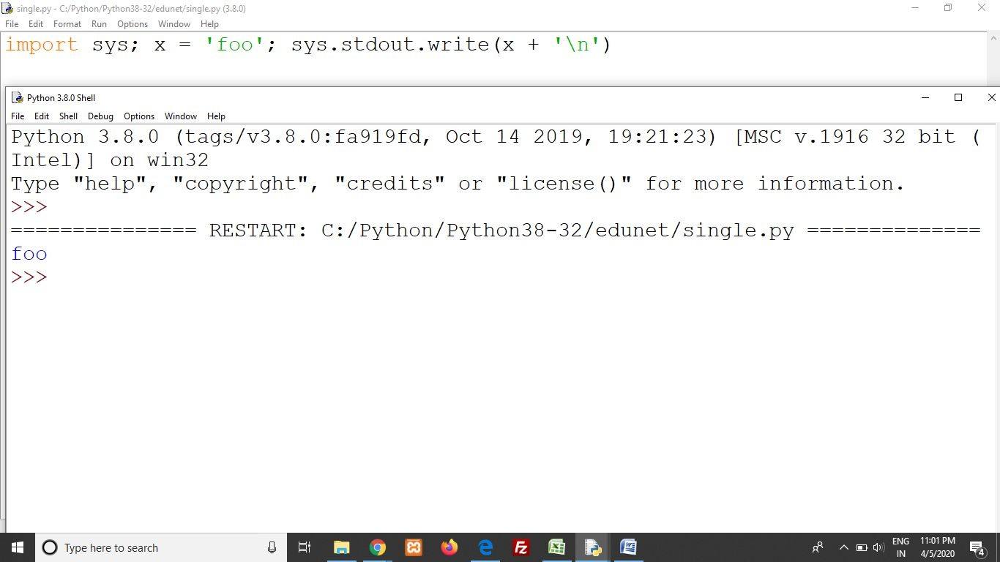 single.py - C:/Python/Python38-32/edunet/single.py (3.8.0)
File Edit Format Run Options Window Help
import sys; x = 'foo'; sys.stdout.write(x + '\n')
Python 3.8.0 Shell
File Edit Shell Debug Options Window Help
Python 3.8.0 (tags/v3.8.0:fa919fd, Oct 14 2019, 19:21:23) [MSC v.1916 32 bit (
Intel)] on win32
Type "help", "copyright", "credits" or "license()" for more information.
>>>
=============== RESTART: C:/Python/Python38-32/edunet/single.py ==============
foo
>>>
Type here to search
ENG
IN
11:01 PM
4/5/2020
4